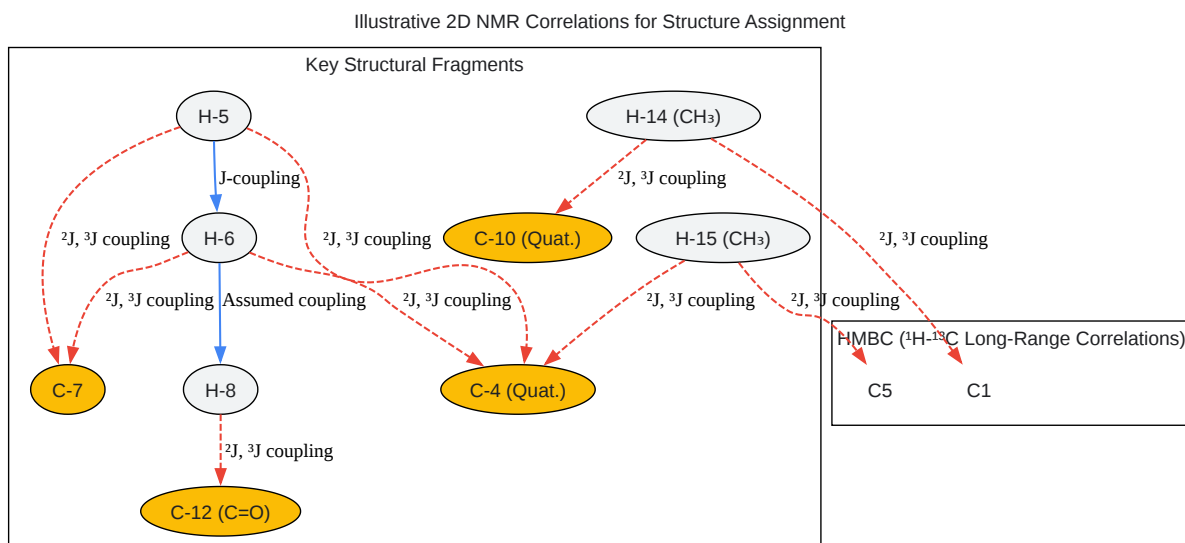 Illustrative 2D NMR Correlations for Structure Assignment
Key Structural Fragments
H-5
H-14 (CH₃)
J-coupling
²J, ³J coupling
H-6
C-10 (Quat.)
H-15 (CH₃)
²J, ³J coupling
²J, ³J coupling
²J, ³J coupling
²J, ³J coupling
Assumed coupling
²J, ³J coupling
²J, ³J coupling
²J, ³J coupling
HMBC (¹H-¹³C Long-Range Correlations)
C-7
H-8
C-4 (Quat.)
C5
C1
²J, ³J coupling
C-12 (C=O)